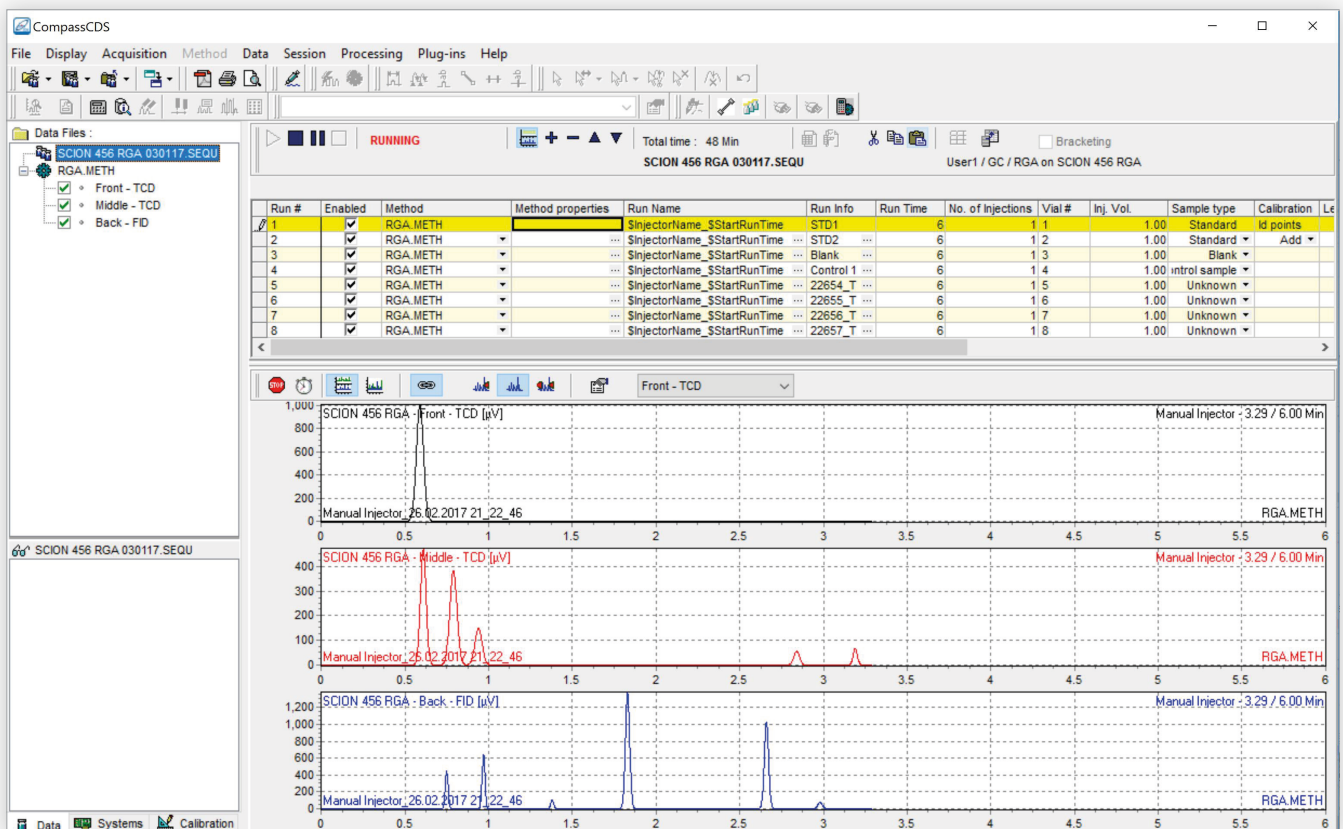 CompassCDS
File Display Acquisition Method Data Session Processing Plug-ins Help
Data Files :
SCION 456 RGA 030117.SEQU
RGA.METH
Front - TCD
Middle - TCD
Back - FID
SCION 456 RGA 030117.SEQU
Data Systems Calibration
RUNNING
Total time : 48 Min
Bracketing
SCION 456 RGA 030117.SEQU
User1 / GC / RGA on SCION 456 RGA
Run # Enabled Method Method properties Run Name Run Info Run Time No. of Injections Vial # Inj. Vol. Sample type Calibration Le
1 RGA.METH $InjectorName_$StartRunTime STD1 6 1 1 1.00 Standard ld points
2 RGA.METH ... $InjectorName_$StartRunTime ... STD2 ... 6 1 2 1.00 Standard Add
3 RGA.METH ... $InjectorName_$StartRunTime ... Blank ... 6 1 3 1.00 Blank
4 RGA.METH ... $InjectorName_$StartRunTime ... Control 1 ... 6 1 4 1.00 ntrol sample
5 RGA.METH ... $InjectorName_$StartRunTime ... 22654_T ... 6 1 5 1.00 Unknown
6 RGA.METH ... $InjectorName_$StartRunTime ... 22655_T ... 6 1 6 1.00 Unknown
7 RGA.METH ... $InjectorName_$StartRunTime ... 22656_T ... 6 1 7 1.00 Unknown
8 RGA.METH ... $InjectorName_$StartRunTime ... 22657_T ... 6 1 8 1.00 Unknown
STOP
Front - TCD
1,000
SCION 456 RGA - Front - TCD [µV]
Manual Injector - 3.29 / 6.00 Min
800
600
400
200
Manual Injector_26.02.2017 21_22_46
RGA.METH
0
0 0.5 1 1.5 2 2.5 3 3.5 4 4.5 5 5.5 6
SCION 456 RGA - Middle - TCD [µV]
Manual Injector - 3.29 / 6.00 Min
400
300
200
100
Manual Injector_26.02.2017 21_22_46
RGA.METH
0
0 0.5 1 1.5 2 2.5 3 3.5 4 4.5 5 5.5 6
SCION 456 RGA - Back - FID [µV]
Manual Injector - 3.29 / 6.00 Min
1,200
1,000
800
600
400
200
Manual Injector_26.02.2017 21_22_46
RGA.METH
0
0 0.5 1 1.5 2 2.5 3 3.5 4 4.5 5 5.5 6